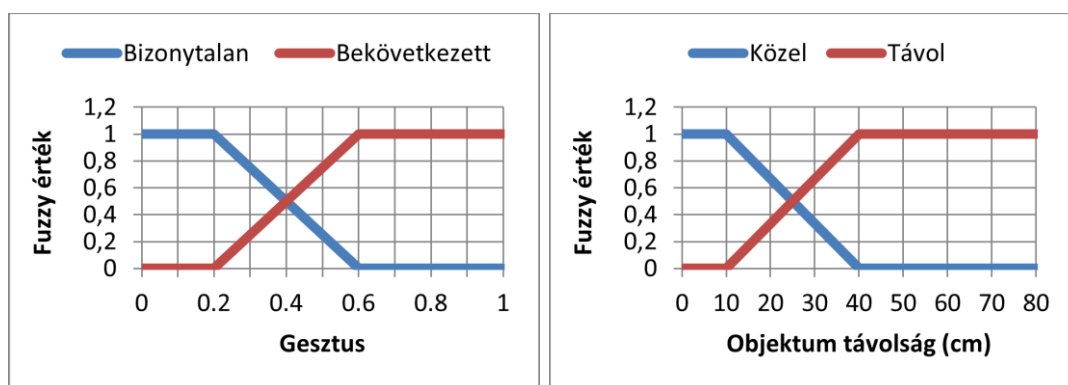 Bizonytalan Bekövetkezett
Fuzzy érték
1,2
1
0,8
0,6
0,4
0,2
0
0 0.2 0.4 0.6 0.8 1
Gesztus
Közel Távol
Fuzzy érték
1,2
1
0,8
0,6
0,4
0,2
0
0 10 20 30 40 50 60 70 80
Objektum távolság (cm)